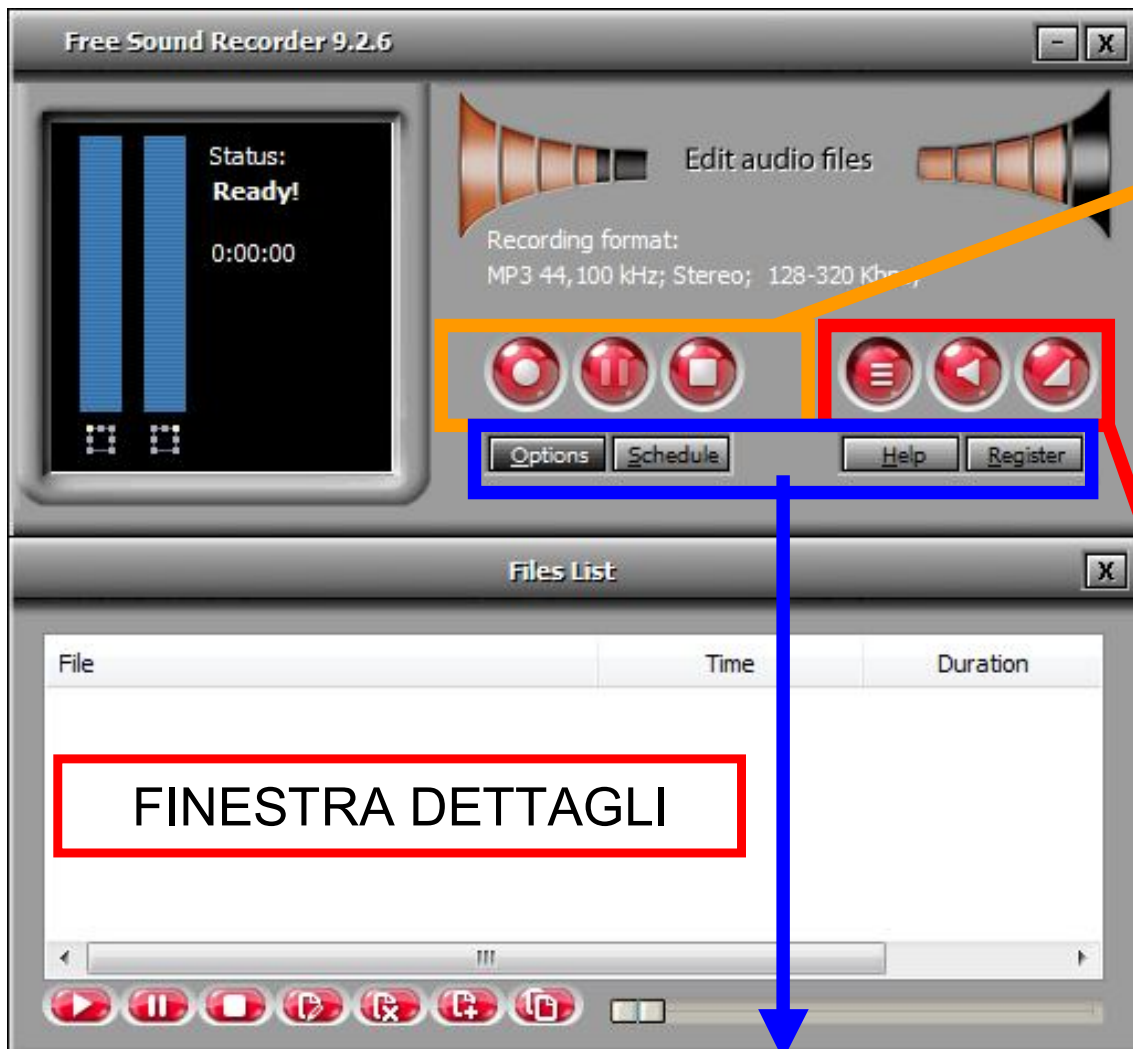 Free Sound Recorder 9.2.6
Status:
Ready!
0:00:00
Edit audio files
Recording format:
MP3 44,100 kHz; Stereo; 128-320 Kbps;
Options Schedule Help Register
Files List
File Time Duration
FINESTRA DETTAGLI